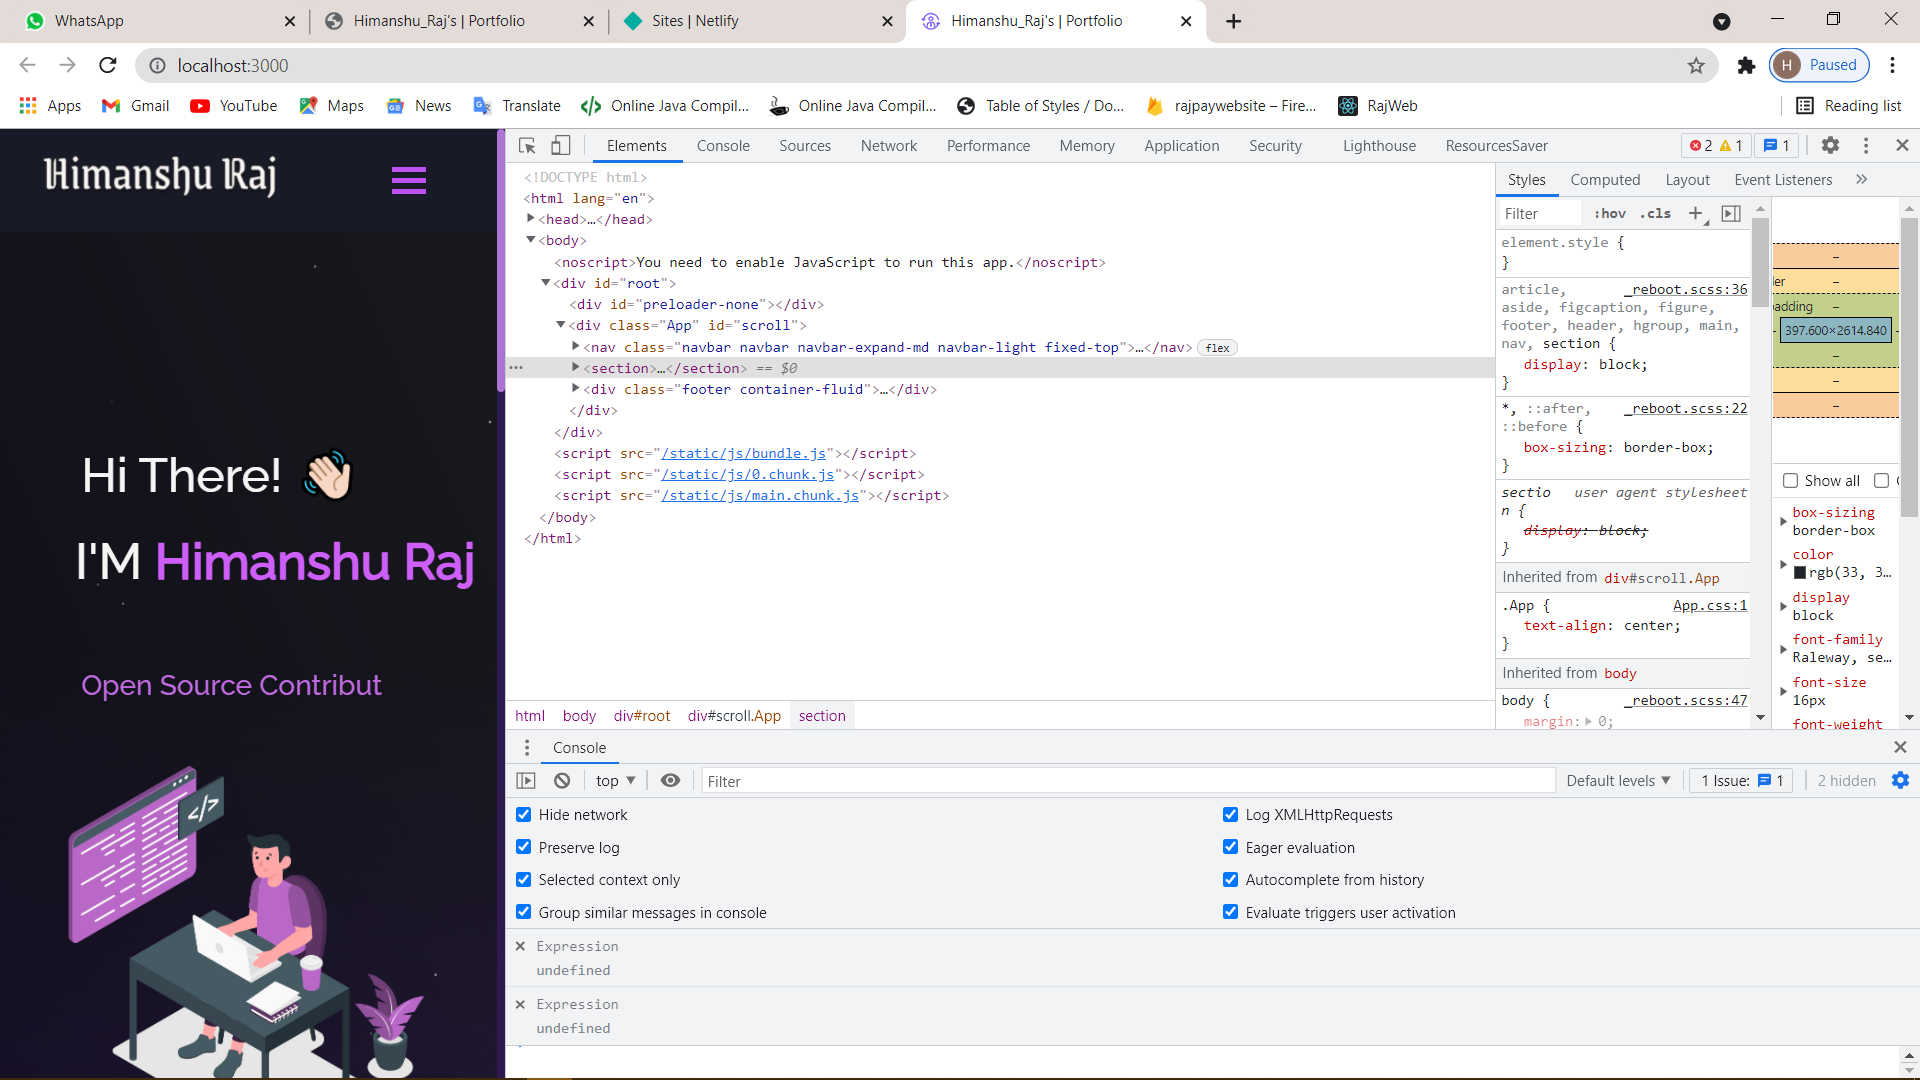 WhatsApp
Himanshu_Raj's | Portfolio
Sites | Netlify
Himanshu_Raj's | Portfolio
localhost:3000
H
Paused
Apps
Gmail
YouTube
Maps
News
Translate
Online Java Compil...
Online Java Compil...
Table of Styles / Do...
rajpaywebsite – Fire...
RajWeb
Reading list
Himanshu Raj
Hi There!
I'M Himanshu Raj
Open Source Contribut
</>
Elements
Console
Sources
Network
Performance
Memory
Application
Security
Lighthouse
ResourcesSaver
2
1
1
<!DOCTYPE html>
<html lang="en">
<head>…</head>
<body>
<noscript>You need to enable JavaScript to run this app.</noscript>
<div id="root">
<div id="preloader-none"></div>
<div class="App" id="scroll">
<nav class="navbar navbar navbar-expand-md navbar-light fixed-top">…</nav> flex
<section>…</section> == $0
<div class="footer container-fluid">…</div>
</div>
</div>
<script src="/static/js/bundle.js"></script>
<script src="/static/js/0.chunk.js"></script>
<script src="/static/js/main.chunk.js"></script>
</body>
</html>
html
body
div#root
div#scroll.App
section
Styles
Computed
Layout
Event Listeners
»
Filter
:hov
.cls
element.style {
}
article, _reboot.scss:36
aside, figcaption, figure,
footer, header, hgroup, main,
nav, section {
display: block;
}
*, ::after, _reboot.scss:22
::before {
box-sizing: border-box;
}
sectio user agent stylesheet
n {
display: block;
}
Inherited from div#scroll.App
.App { App.css:1
text-align: center;
}
Inherited from body
body { _reboot.scss:47
margin: 0;
–
der –
padding –
– 397.600×2614.840 –
–
–
–
Show all
box-sizing
border-box
color
rgb(33, 3…
display
block
font-family
Raleway, se…
font-size
16px
font-weight
Console
top
Filter
Default levels
1 Issue: 1
2 hidden
Hide network
Log XMLHttpRequests
Preserve log
Eager evaluation
Selected context only
Autocomplete from history
Group similar messages in console
Evaluate triggers user activation
Expression
undefined
Expression
undefined